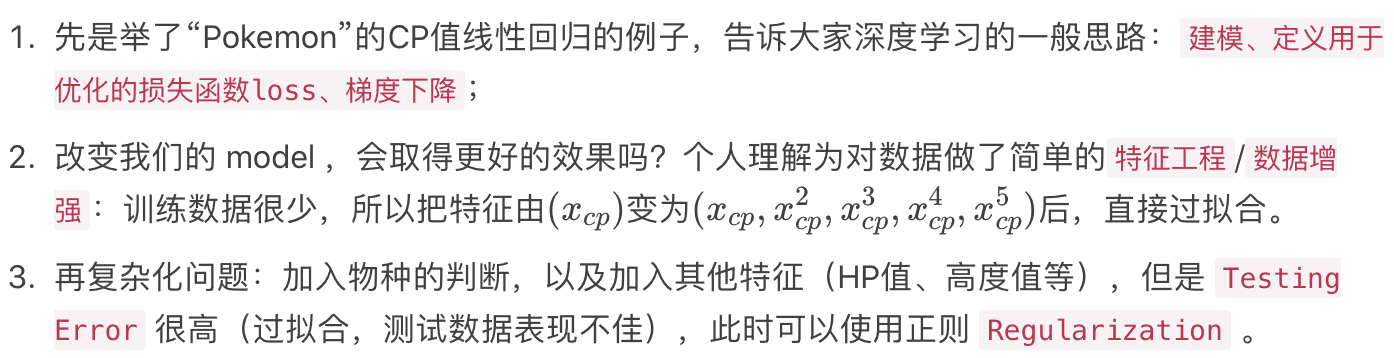 1. 先是举了“Pokemon”的CP值线性回归的例子，告诉大家深度学习的一般思路：建模、定义用于
优化的损失函数loss、梯度下降；
2. 改变我们的 model ，会取得更好的效果吗？个人理解为对数据做了简单的特征工程/数据增
强：训练数据很少，所以把特征由(x_{cp})变为(x_{cp}, x_{cp}^2, x_{cp}^3, x_{cp}^4, x_{cp}^5)后，直接过拟合。
3. 再复杂化问题：加入物种的判断，以及加入其他特征（HP值、高度值等），但是 Testing
Error 很高（过拟合，测试数据表现不佳），此时可以使用正则 Regularization 。